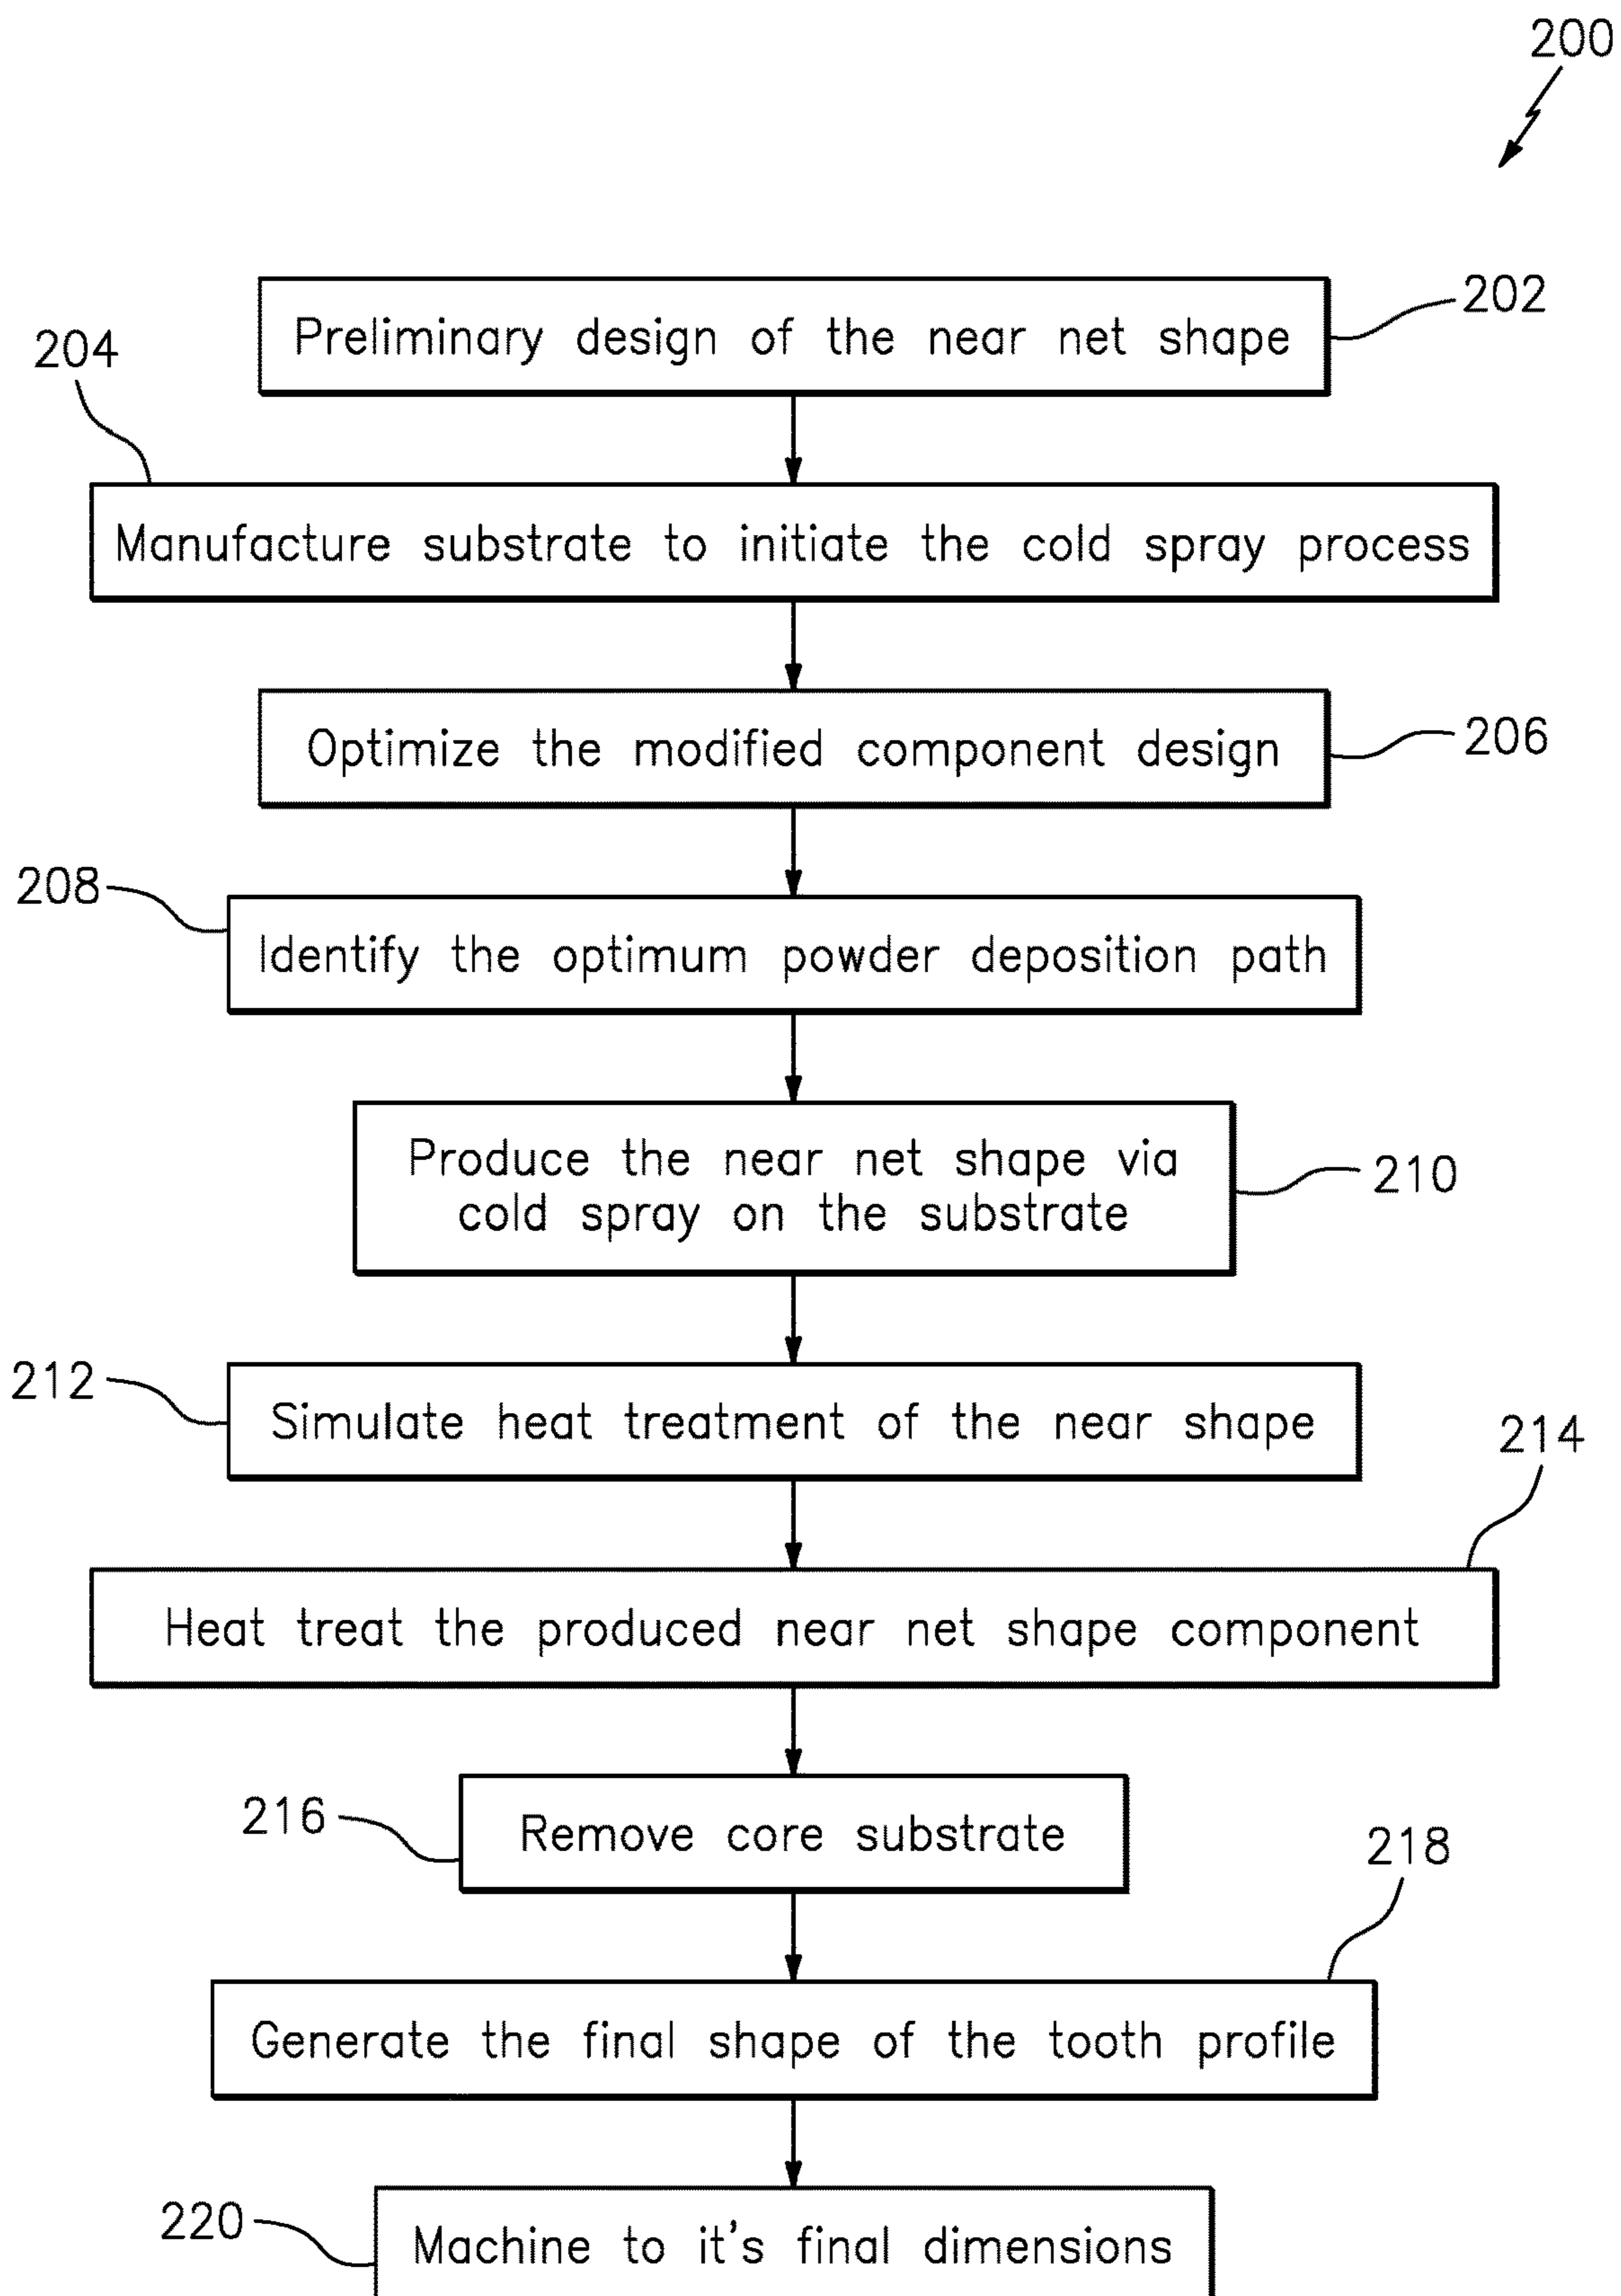 200
Preliminary design of the near net shape
202
204
Manufacture substrate to initiate the cold spray process
Optimize the modified component design
206
208
Identify the optimum powder deposition path
Produce the near net shape via
cold spray on the substrate
210
212
Simulate heat treatment of the near shape
214
Heat treat the produced near net shape component
216
Remove core substrate
218
Generate the final shape of the tooth profile
220
Machine to it's final dimensions